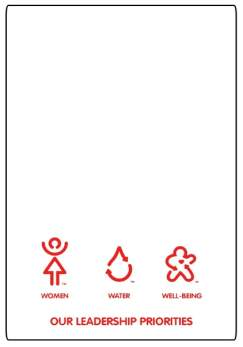 WOMEN WATER WELL-BEING
OUR LEADERSHIP PRIORITIES